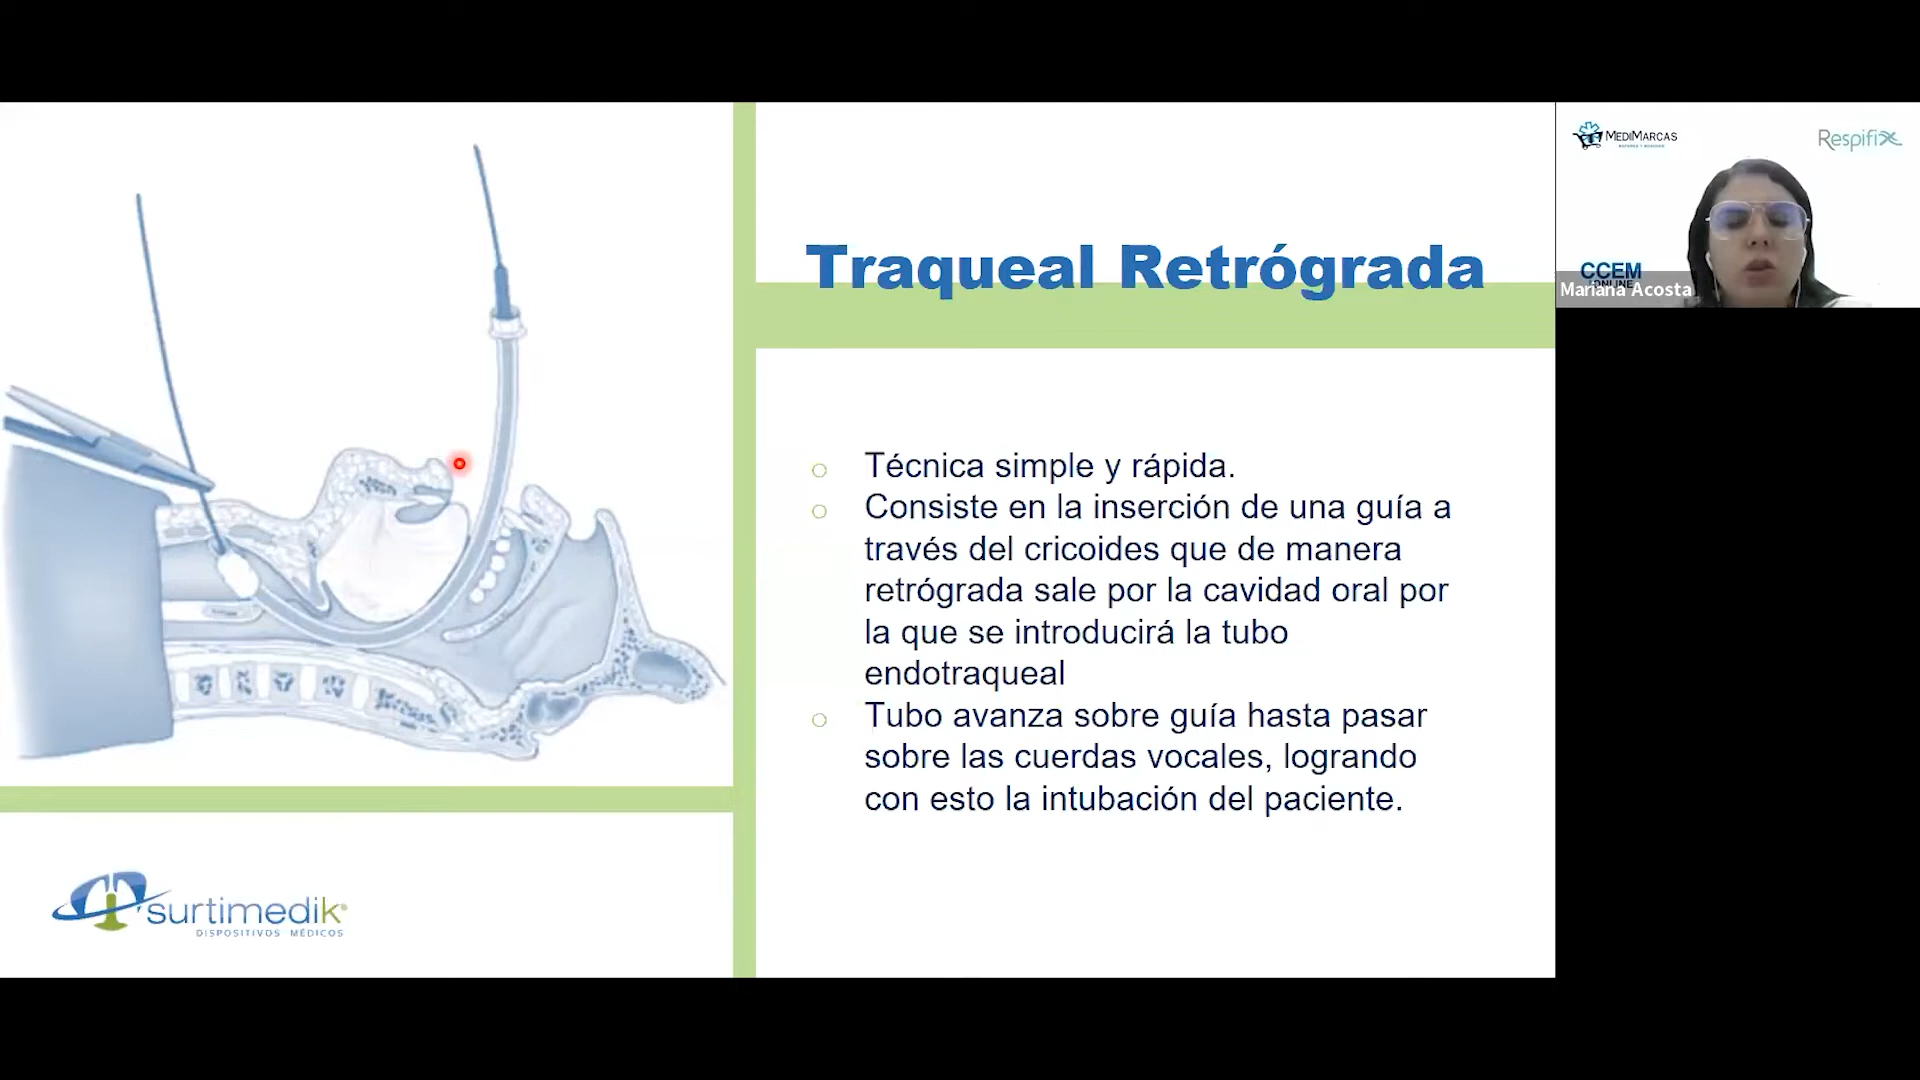 Traqueal Retrógrada
Técnica simple y rápida.
Consiste en la inserción de una guía a
través del cricoides que de manera
retrógrada sale por la cavidad oral por
la que se introducirá la tubo
endotraqueal
Tubo avanza sobre guía hasta pasar
sobre las cuerdas vocales, logrando
con esto la intubación del paciente.
surtimedik
DISPOSITIVOS MÉDICOS
MEDIMARCAS
Respifix
CCEM
ONLINE
Mariana Acosta